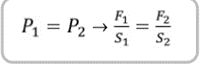 P₁ = P₂ → F₁/S₁ = F₂/S₂